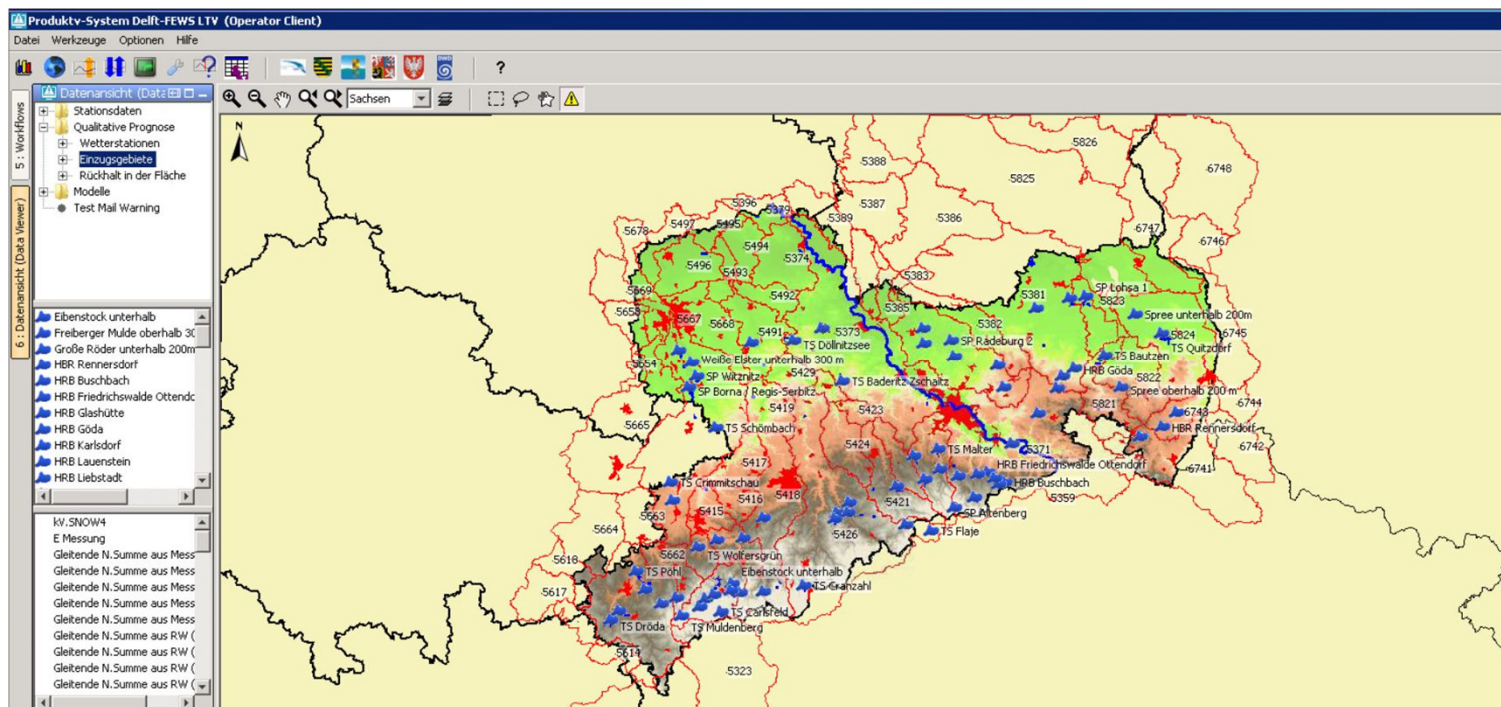 Produktv-System Delft-FEWS LTV (Operator Client)
Datei Werkzeuge Optionen Hilfe
?
Datenansicht (Data
Sachsen
5 : Workflows
6 : Datenansicht (Data Viewer)
Stationsdaten
Qualitative Prognose
Wetterstationen
Einzugsgebiete
Rückhalt in der Fläche
Modelle
Test Mail Warning
Eibenstock unterhalb
Freiberger Mulde oberhalb 30
Große Röder unterhalb 200m
HBR Rennersdorf
HRB Buschbach
HRB Friedrichswalde Ottendo
HRB Glashütte
HRB Göda
HRB Karlsdorf
HRB Lauenstein
HRB Liebstadt
kV.SNOW4
E Messung
Gleitende N.Summe aus Mess
Gleitende N.Summe aus Mess
Gleitende N.Summe aus Mess
Gleitende N.Summe aus Mess
Gleitende N.Summe aus Mess
Gleitende N.Summe aus RW (
Gleitende N.Summe aus RW (
Gleitende N.Summe aus RW (
Gleitende N.Summe aus RW (
N
5826
5388
6748
5825
5396
5379
5387
5389
5386
5497
5495
5678
6747
5494
6746
5496
5493
5374
5383
5669
5492
5381
SP Lohsa 1
5823
5658
5667
5668
5385
5382
Spree unterhalb 200m
5491
5373
TS Döllnitzsee
SP Radeburg 2
5824
6745
TS Quitzdorf
TS Bautzen
5654
Weiße Elster unterhalb 300 m
HRB Göda
SP Witznitz
5429
TS Baderitz Zschaitz
5822
SP Borna / Regis-Serbitz
Spree oberhalb 200 m
5419
5423
5821
6744
6743
5665
TS Schömbach
HBR Rennersdorf
5424
5371
6742
TS Malter
5417
HRB Friedrichswalde Ottendorf
6741
TS Crimmitschau
5418
HRB Buschbach
5416
5421
5359
5415
5663
SP Altenberg
5664
5426
TS Flaje
5662
TS Wolfersgrün
5618
TS Pöhl
Eibenstock unterhalb
5617
TS Cranzahl
TS Carlsfeld
TS Dröda
TS Muldenberg
5614
5323